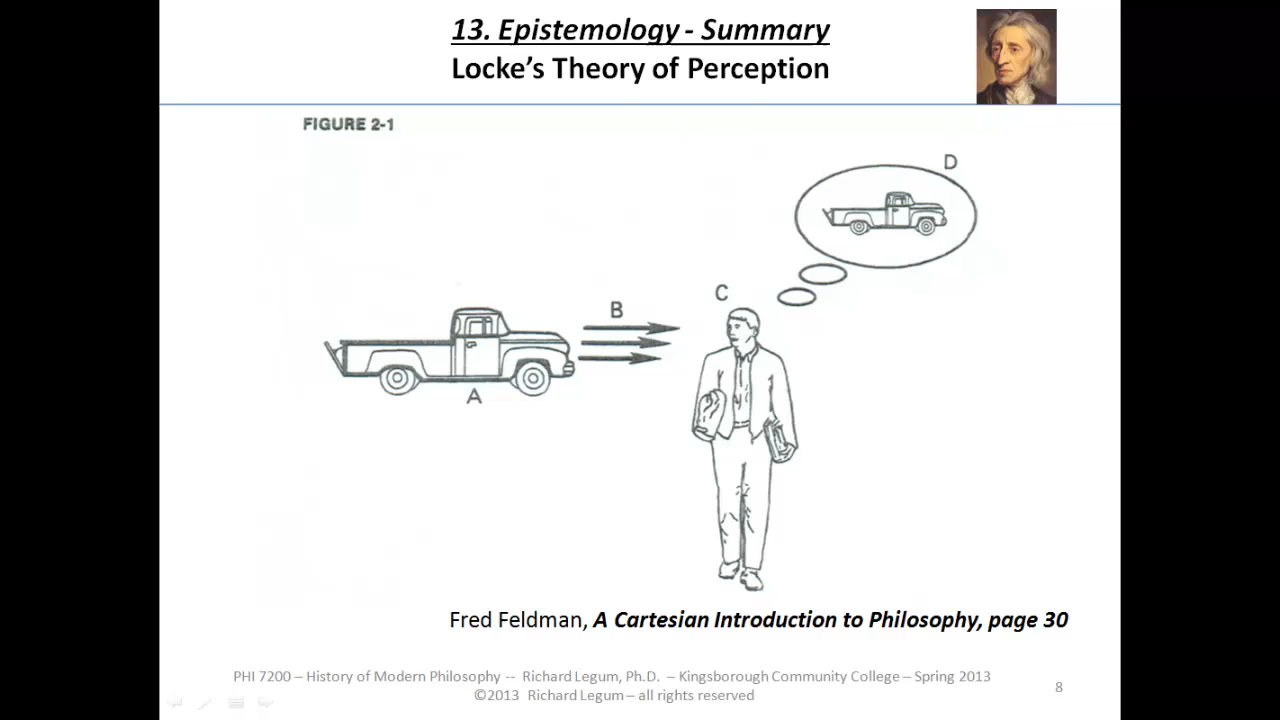 13. Epistemology - Summary
Locke's Theory of Perception
FIGURE 2-1
D
B
C
A
Fred Feldman, A Cartesian Introduction to Philosophy, page 30
PHI 7200 – History of Modern Philosophy -- Richard Legum, Ph.D. – Kingsborough Community College – Spring 2013
©2013 Richard Legum – all rights reserved
8